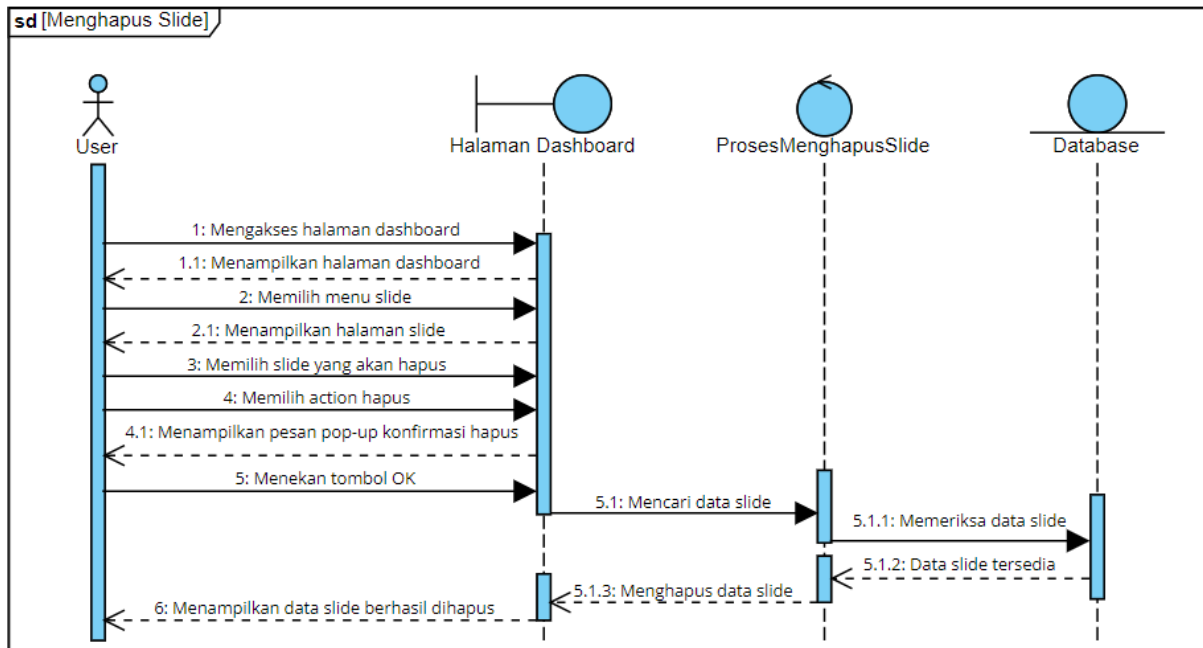 sd [Menghapus Slide]
User
Halaman Dashboard
ProsesMenghapusSlide
Database
1: Mengakses halaman dashboard
1.1: Menampilkan halaman dashboard
2: Memilih menu slide
2.1: Menampilkan halaman slide
3: Memilih slide yang akan hapus
4: Memilih action hapus
4.1: Menampilkan pesan pop-up konfirmasi hapus
5: Menekan tombol OK
5.1: Mencari data slide
5.1.1: Memeriksa data slide
5.1.2: Data slide tersedia
5.1.3: Menghapus data slide
6: Menampilkan data slide berhasil dihapus